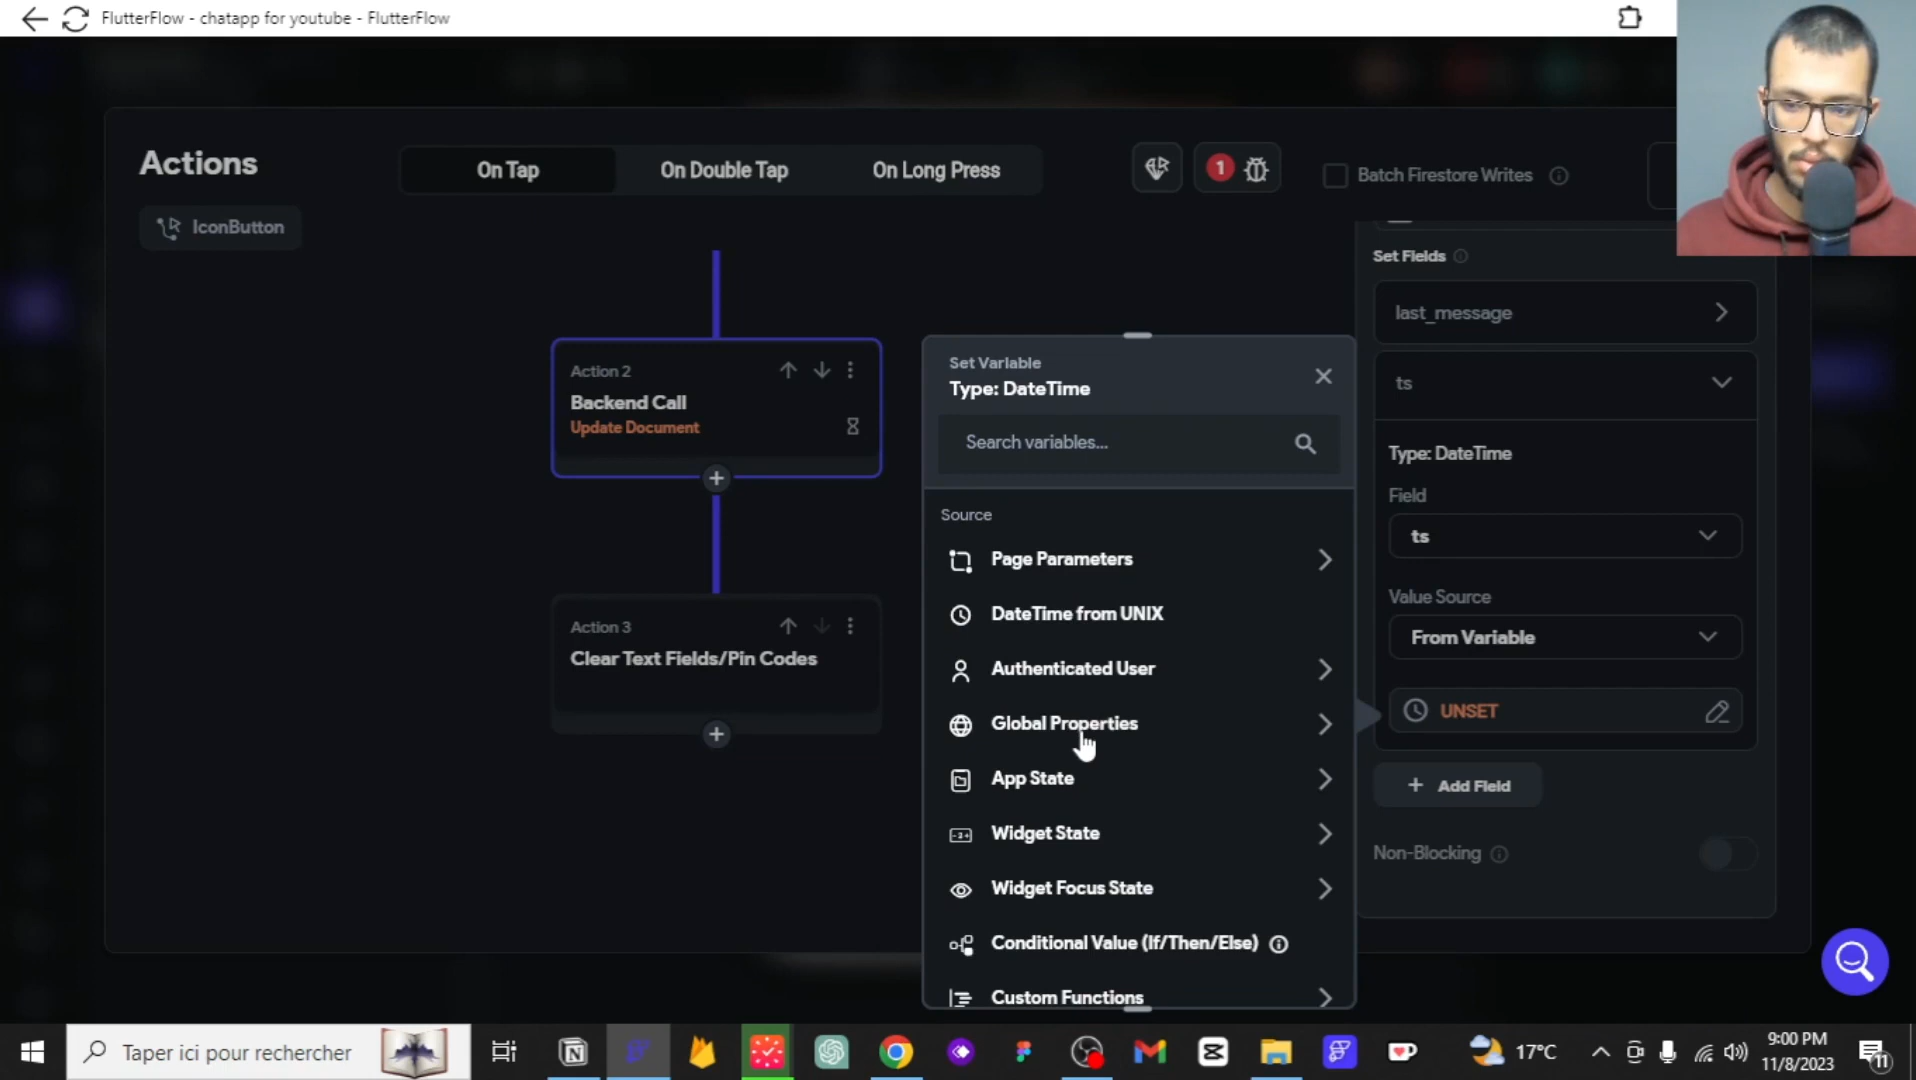 FlutterFlow - chatapp for youtube - FlutterFlow
Actions
On Tap
On Double Tap
On Long Press
1
Batch Firestore Writes
IconButton
Set Fields
last_message
ts
Action 2
Backend Call
Update Document
Action 3
Clear Text Fields/Pin Codes
Set Variable
Type: DateTime
Search variables...
Source
Page Parameters
DateTime from UNIX
Authenticated User
Global Properties
App State
Widget State
Widget Focus State
Conditional Value (If/Then/Else)
Custom Functions
Type: DateTime
Field
ts
Value Source
From Variable
UNSET
+ Add Field
Non-Blocking
Taper ici pour rechercher
17°C
9:00 PM
11/8/2023
11